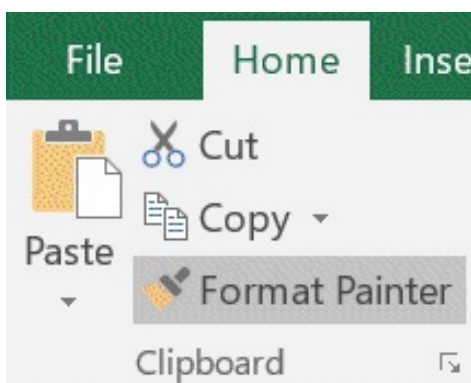 File Home Inse
Cut
Copy
Paste
Format Painter
Clipboard